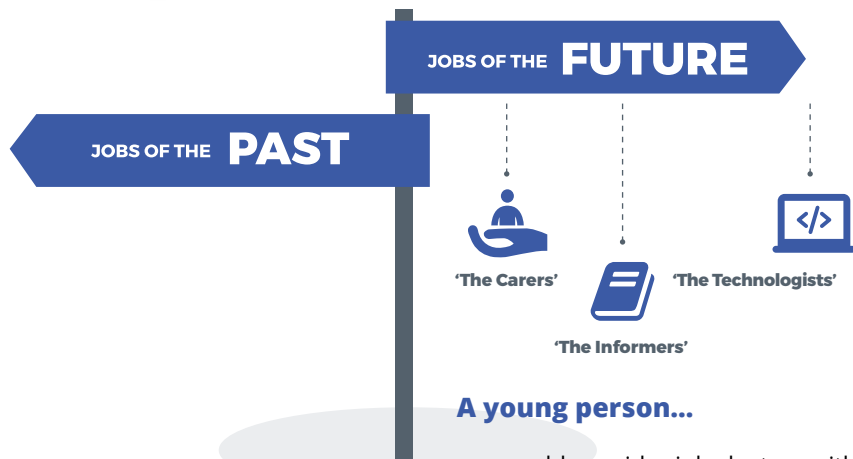 JOBS OF THE FUTURE
JOBS OF THE PAST
‘The Carers’
‘The Technologists’
‘The Informers’
A young person...